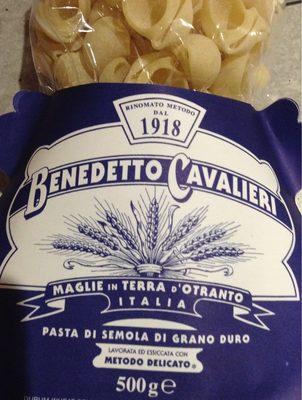 RINOMATO METODO
DAL
1918
BENEDETTO CAVALIERI
MAGLIE IN TERRA D'OTRANTO
ITALIA
PASTA DI SEMOLA DI GRANO DURO
LAVORATA ED ESSICCATA CON
METODO DELICATO®
500g℮